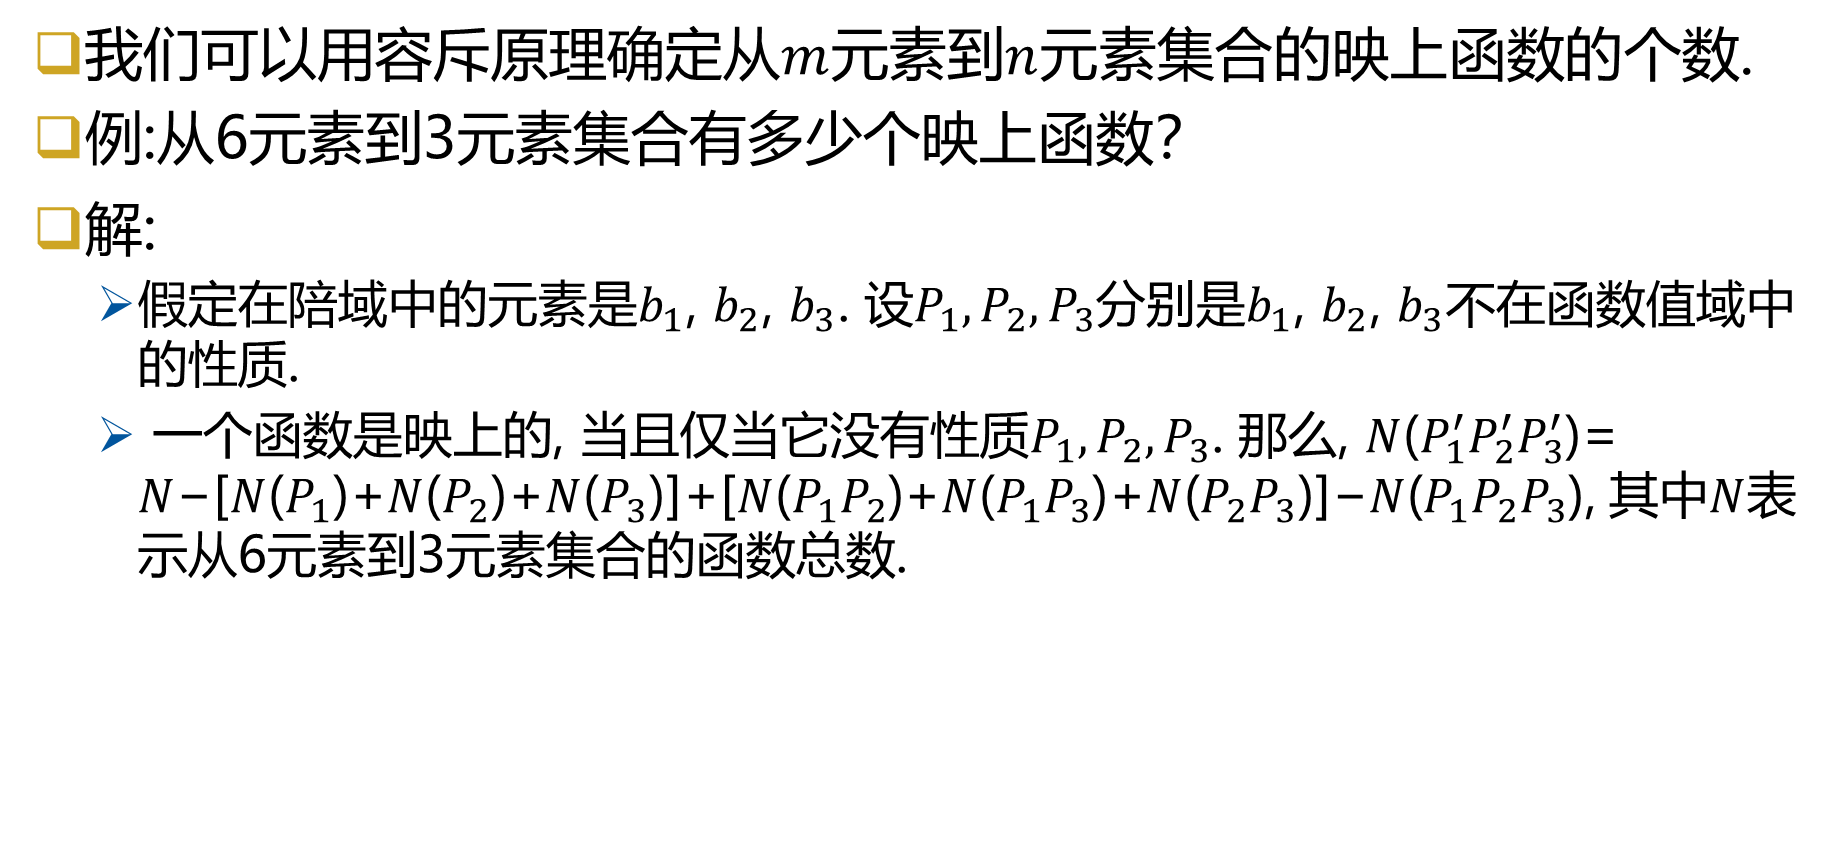 我们可以用容斥原理确定从m元素到n元素集合的映上函数的个数.
例:从6元素到3元素集合有多少个映上函数?
解:
假定在陪域中的元素是b₁, b₂, b₃. 设P₁, P₂, P₃分别是b₁, b₂, b₃不在函数值域中
的性质.
一个函数是映上的, 当且仅当它没有性质P₁, P₂, P₃. 那么, N(P₁′P₂′P₃′)=
N−[N(P₁)+N(P₂)+N(P₃)]+[N(P₁P₂)+N(P₁P₃)+N(P₂P₃)]−N(P₁P₂P₃), 其中N表
示从6元素到3元素集合的函数总数.